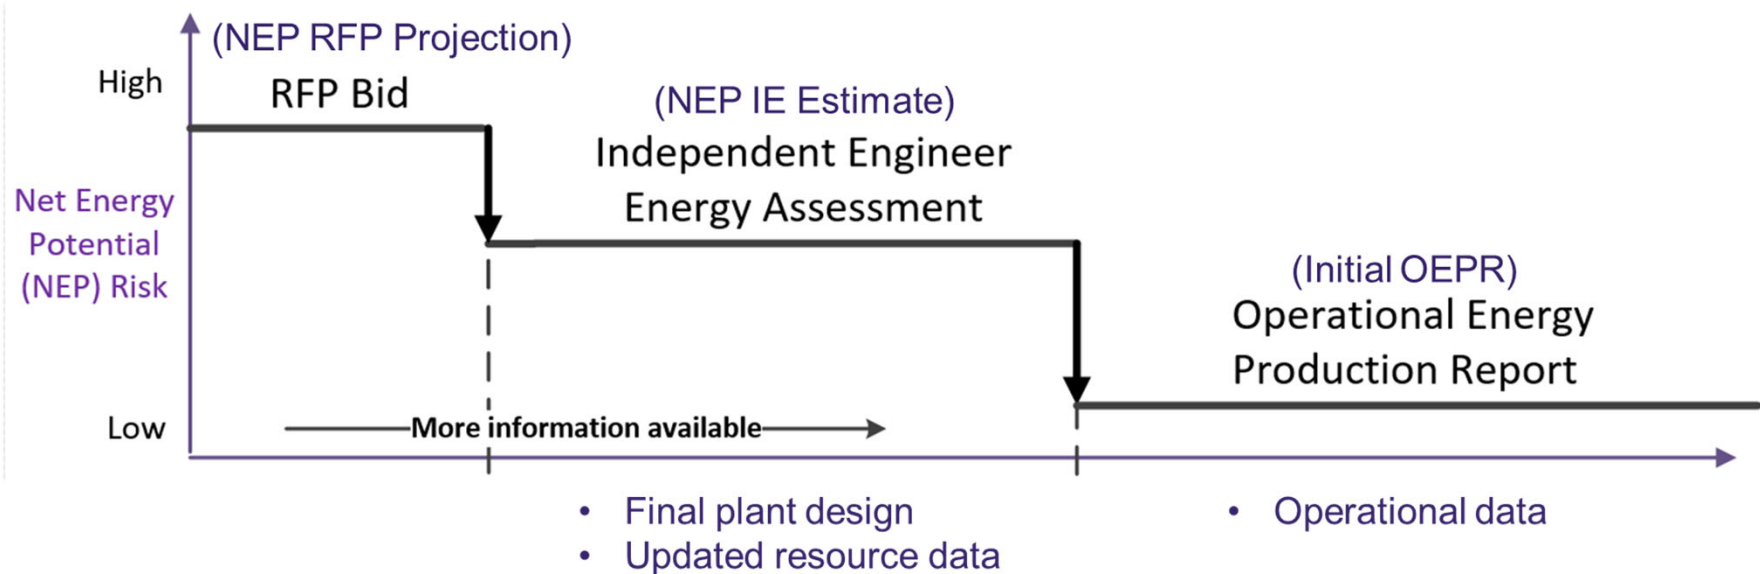 (NEP RFP Projection)
RFP Bid
High
(NEP IE Estimate)
Independent Engineer
Energy Assessment
Net Energy
Potential
(NEP) Risk
(Initial OEPR)
Operational Energy
Production Report
Low
More information available
• Final plant design
• Updated resource data
• Operational data